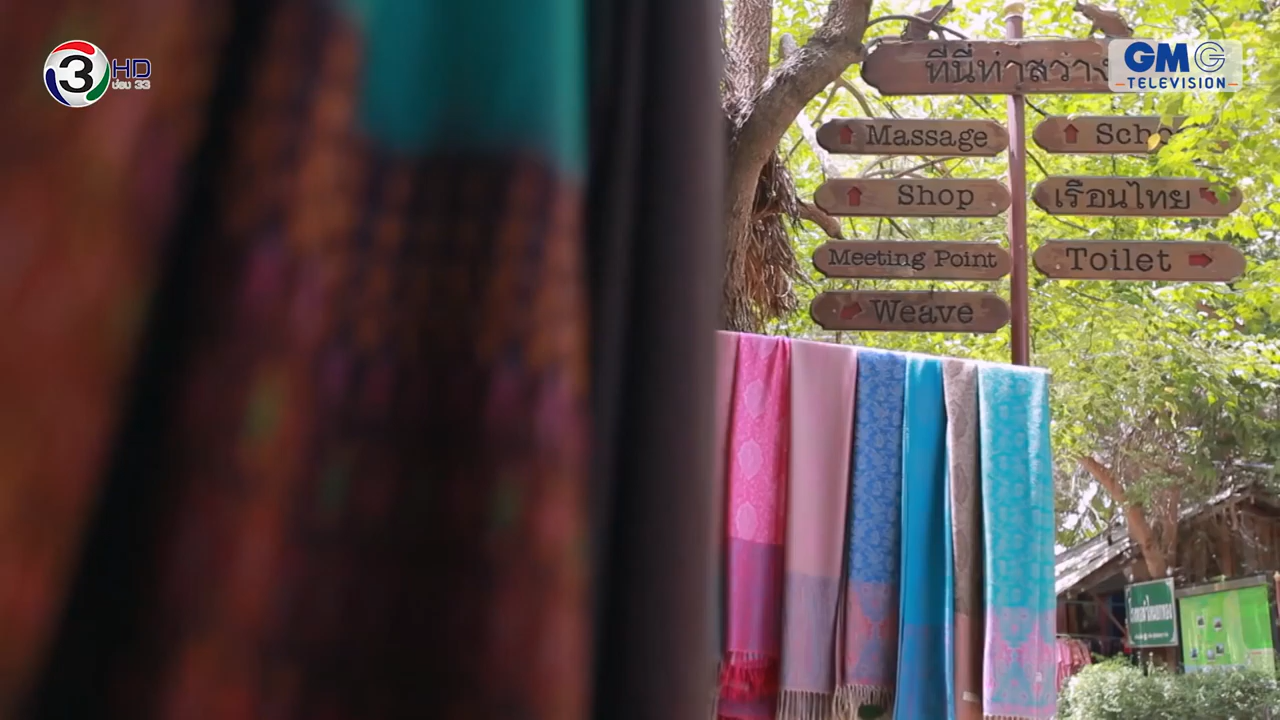 3 HD
ช่อง 33
GMG
TELEVISION
ที่นี่ท่าสว่าง
Massage
Shop
เรือนไทย
Meeting Point
Toilet
Weave